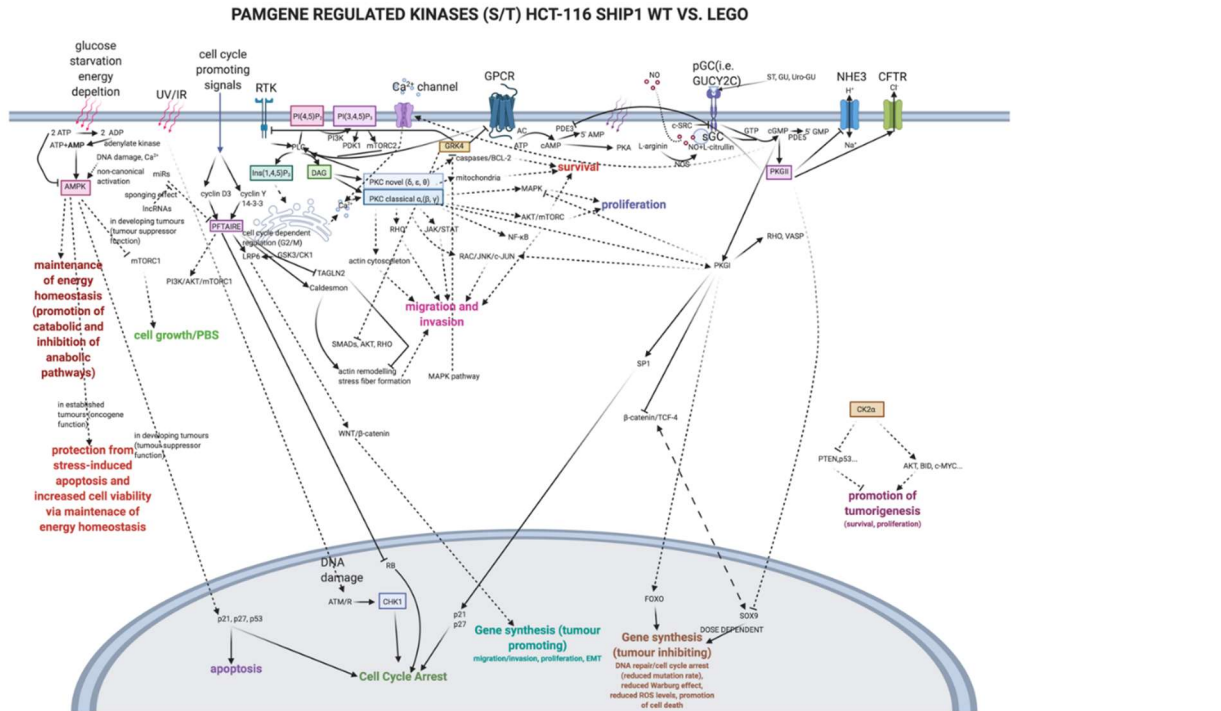 PAMGENE REGULATED KINASES (S/T) HCT-116 SHIP1 WT VS. LEGO
glucose
starvation
energy
depeltion
UV/IR
cell cycle
promoting
signals
RTK
Ca²⁺ channel
GPCR
NO
pGC(i.e.
GUCY2C)
ST, GU, Uro-GU
NHE3
CFTR
H⁺
Cl⁻
PI(4,5)P₂
PI(3,4,5)P₃
2 ATP
2 ADP
ATP+AMP
adenylate kinase
DNA damage, Ca²⁺
non-canonical
activation
AMPK
miRs
sponging effect
lncRNAs
in developing tumours
(tumour suppressor
function)
mTORC1
cyclin D3
cyclin Y
14-3-3
PFTAIRE
PI3K/AKT/mTORC1
cell cycle dependent
regulation (G2/M)
LRP6
GSK3/CK1
TAGLN2
Caldesmon
PLC
PI3K
PDK1
mTORC2
Ins(1,4,5)P₃
DAG
GRK4
PKC novel (δ, ε, θ)
PKC classical α,(β, γ)
caspases/BCL-2
mitochondria
MAPK
AKT/mTORC
NF-κB
RAC/JNK/c-JUN
RHO
JAK/STAT
actin cytoskeleton
AC
ATP
cAMP
PDE3
5' AMP
PKA
survival
proliferation
c-SRC
sGC
L-arginin
NO+L-citrullin
NOS
GTP
cGMP
5' GMP
PDE5
Na⁺
PKGII
RHO, VASP
PKGI
maintenance
of energy
homeostasis
(promotion of
catabolic and
inhibition of
anabolic
pathways)
cell growth/PBS
migration and
invasion
SMADs, AKT, RHO
actin remodelling
stress fiber formation
MAPK pathway
SP1
β-catenin/TCF-4
CK2α
PTEN,p53...
AKT, BID, c-MYC...
promotion of
tumorigenesis
(survival, proliferation)
in established
tumours(oncogene
function)
in developing tumours
(tumour suppressor
function)
protection from
stress-induced
apoptosis and
increased cell viability
via maintenace of
energy homeostasis
WNT/β-catenin
DNA
damage
RB
ATM/R
CHK1
p21, p27, p53
p21
p27
apoptosis
Cell Cycle Arrest
Gene synthesis (tumour
promoting)
migration/invasion, proliferation, EMT
FOXO
SOX9
DOSE DEPENDENT
Gene synthesis
(tumour inhibiting)
DNA repair/cell cycle arrest
(reduced mutation rate),
reduced Warburg effect,
reduced ROS levels, promotion
of cell death